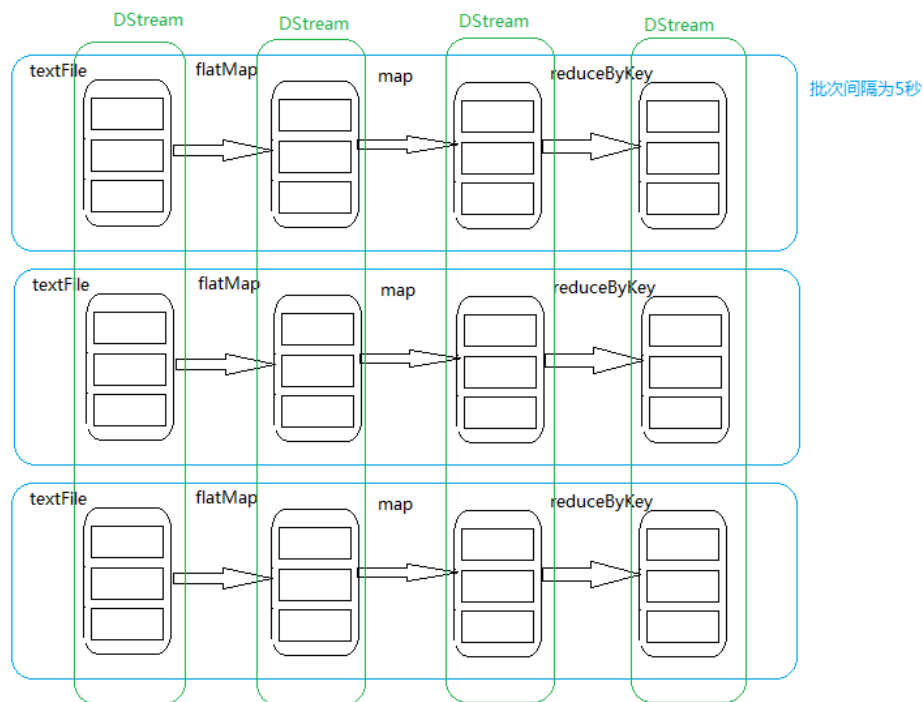 DStream
DStream
DStream
DStream
textFile
flatMap
map
reduceByKey
批次间隔为5秒
textFile
flatMap
map
reduceByKey
textFile
flatMap
map
reduceByKey